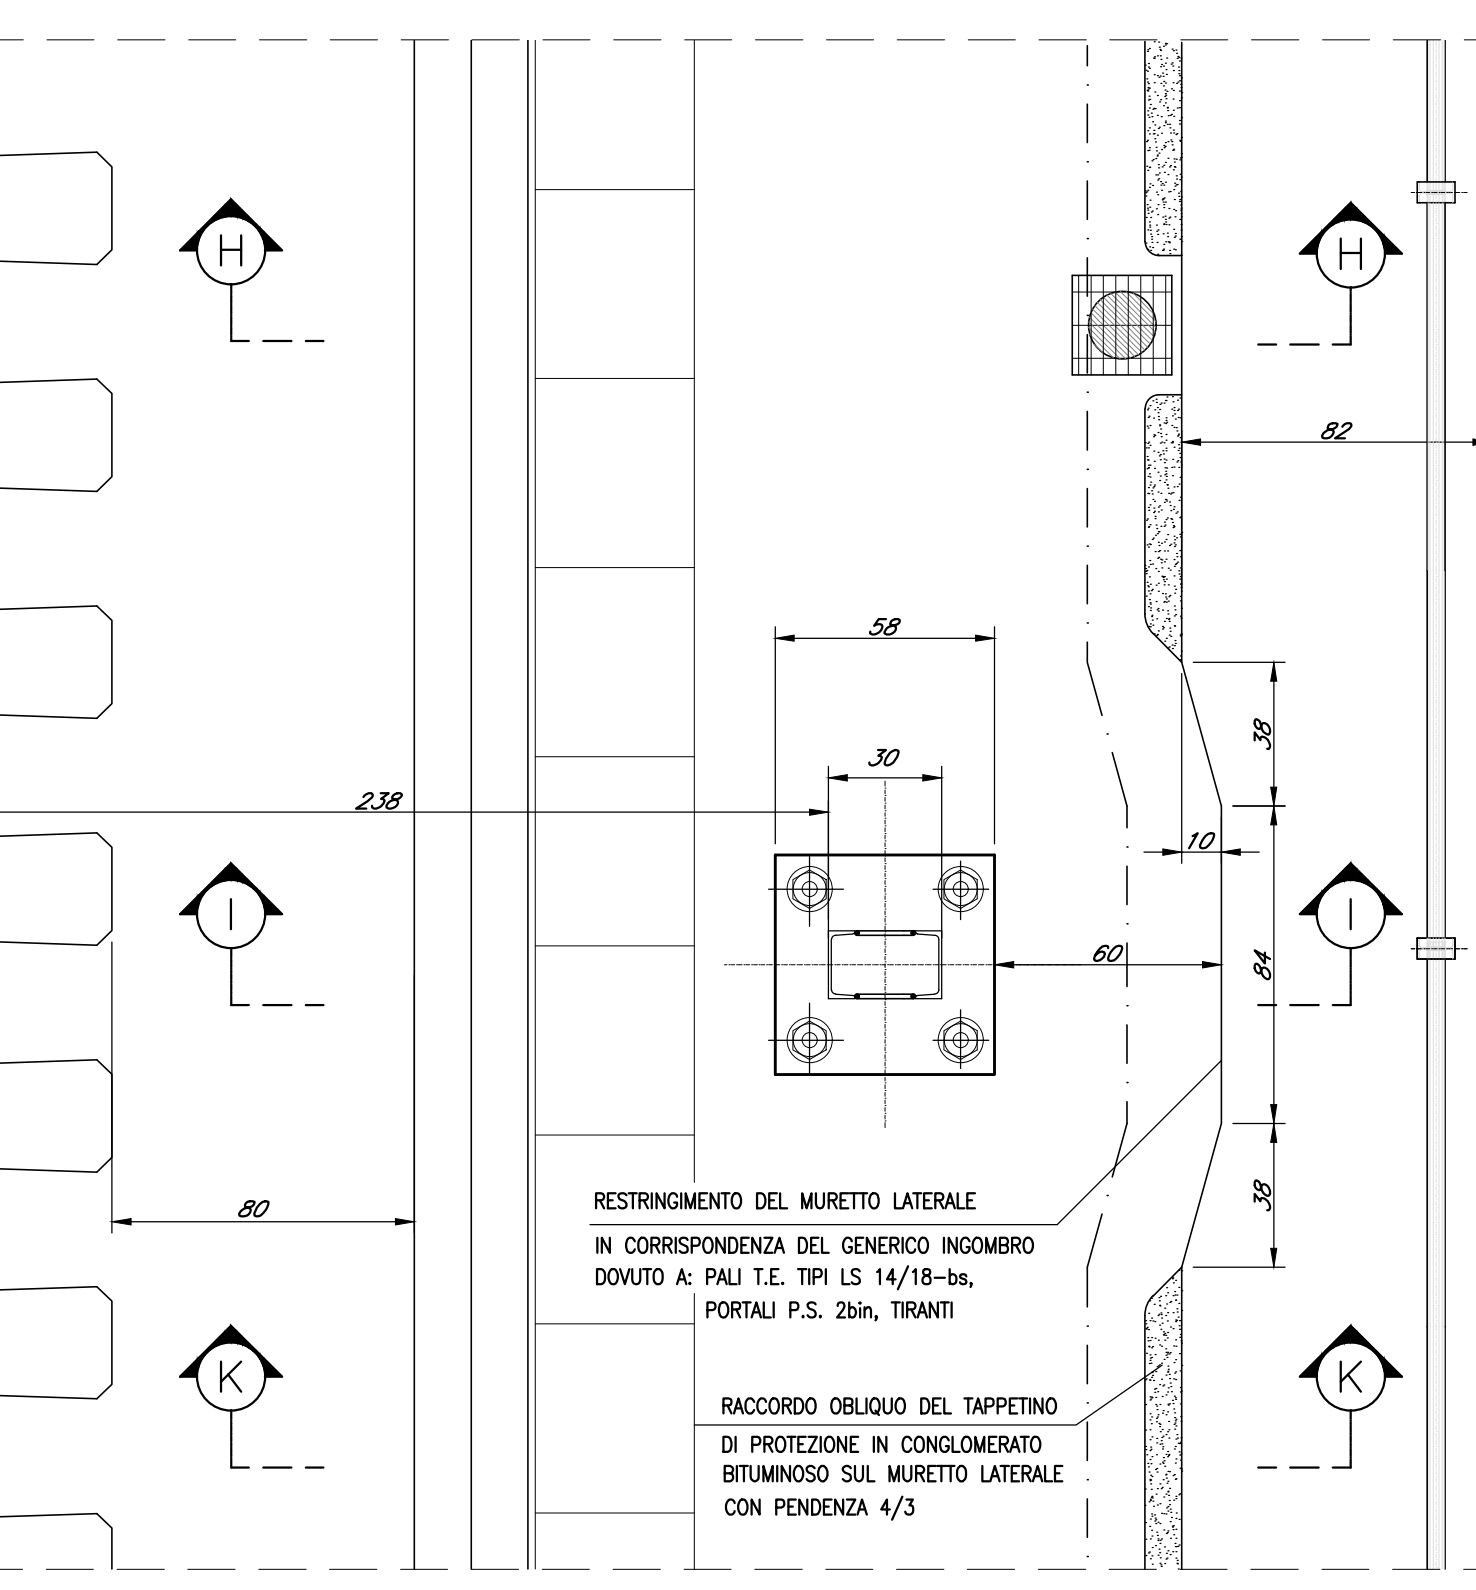 H
H
82
58
38
30
238
10
I
I
60
84
RESTRINGIMENTO DEL MURETTO LATERALE
80
38
IN CORRISPONDENZA DEL GENERICO INGOMBRO
DOVUTO A: PALI T.E. TIPI LS 14/18-bs,
PORTALI P.S. 2bin, TIRANTI
K
K
RACCORDO OBLIQUO DEL TAPPETINO
DI PROTEZIONE IN CONGLOMERATO
BITUMINOSO SUL MURETTO LATERALE
CON PENDENZA 4/3